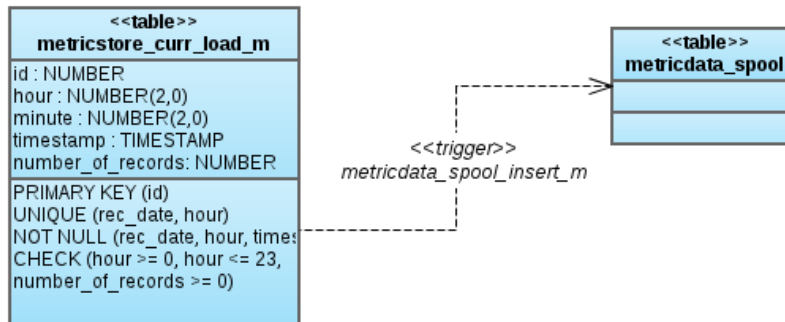 <<table>>
metricstore_curr_load_m
id : NUMBER
hour : NUMBER(2,0)
minute : NUMBER(2,0)
timestamp : TIMESTAMP
number_of_records: NUMBER
PRIMARY KEY (id)
UNIQUE (rec_date, hour)
NOT NULL (rec_date, hour, times
CHECK (hour >= 0, hour <= 23,
number_of_records >= 0)
<<trigger>>
metricdata_spool_insert_m
<<table>>
metricdata_spool